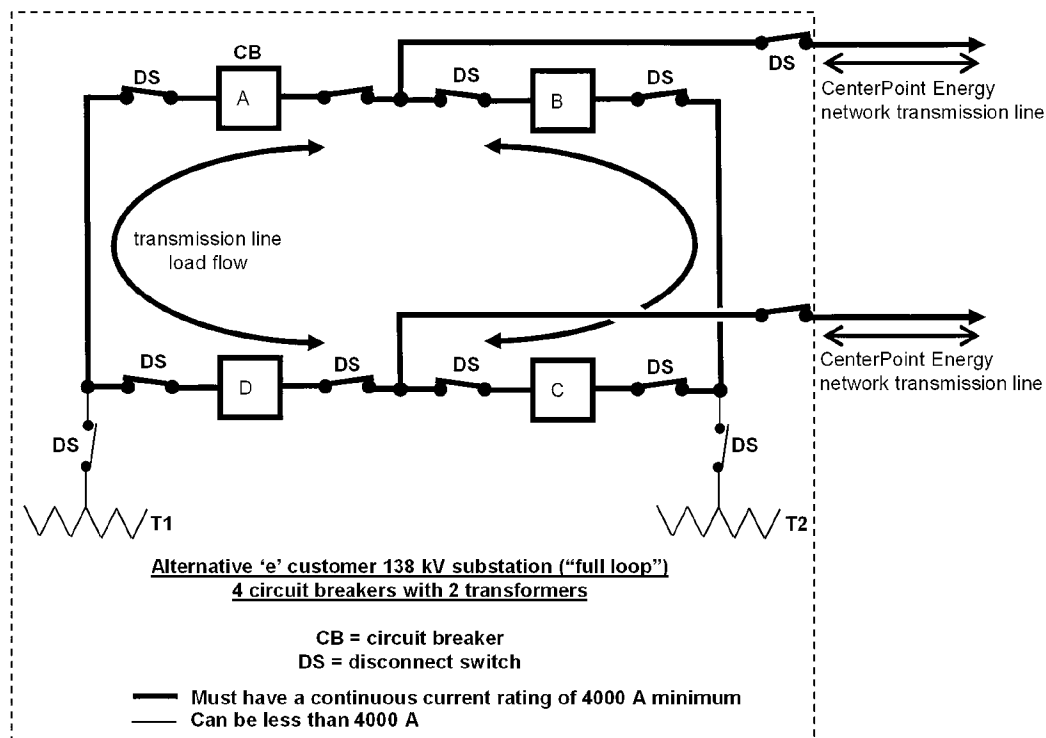 CB
DS
DS
A
DS
B
DS
CenterPoint Energy
network transmission line
transmission line
load flow
DS
D
DS
DS
C
DS
CenterPoint Energy
network transmission line
DS
DS
T1
T2
Alternative ‘e’ customer 138 kV substation (“full loop”)
4 circuit breakers with 2 transformers
CB = circuit breaker
DS = disconnect switch
Must have a continuous current rating of 4000 A minimum
Can be less than 4000 A